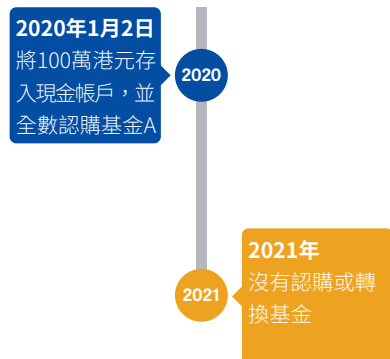 2020年1月2日
將100萬港元存
入現金帳戶，並
全數認購基金A
2020
2021年
沒有認購或轉
換基金
2021